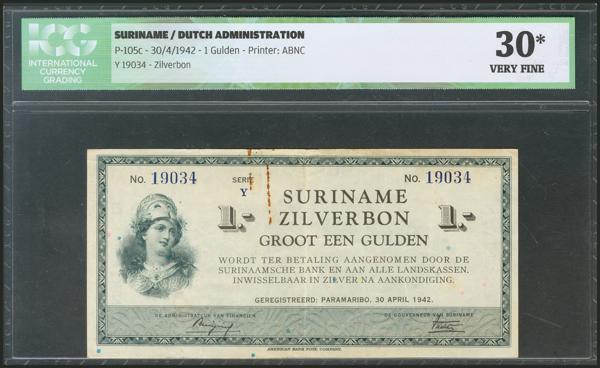 ICG
INTERNATIONAL
CURRENCY
GRADING
SURINAME / DUTCH ADMINISTRATION
P-105c - 30/4/1942 - 1 Gulden - Printer: ABNC
Y 19034 - Zilverbon
30*
VERY FINE
No. 19034
SERIE
Y
No. 19034
1.-
SURINAME
1.-
ZILVERBON
GROOT EEN GULDEN
WORDT TER BETALING AANGENOMEN DOOR DE
SURINAAMSCHE BANK EN AAN ALLE LANDSKASSEN.
INWISSELBAAR IN ZILVER NA AANKONDIGING.
GEREGISTREERD: PARAMARIBO, 30 APRIL 1942.
DE ADMINISTRATEUR VAN FINANCIEN
DE GOUVERNEUR VAN SURINAME
AMERICAN BANK NOTE COMPANY.